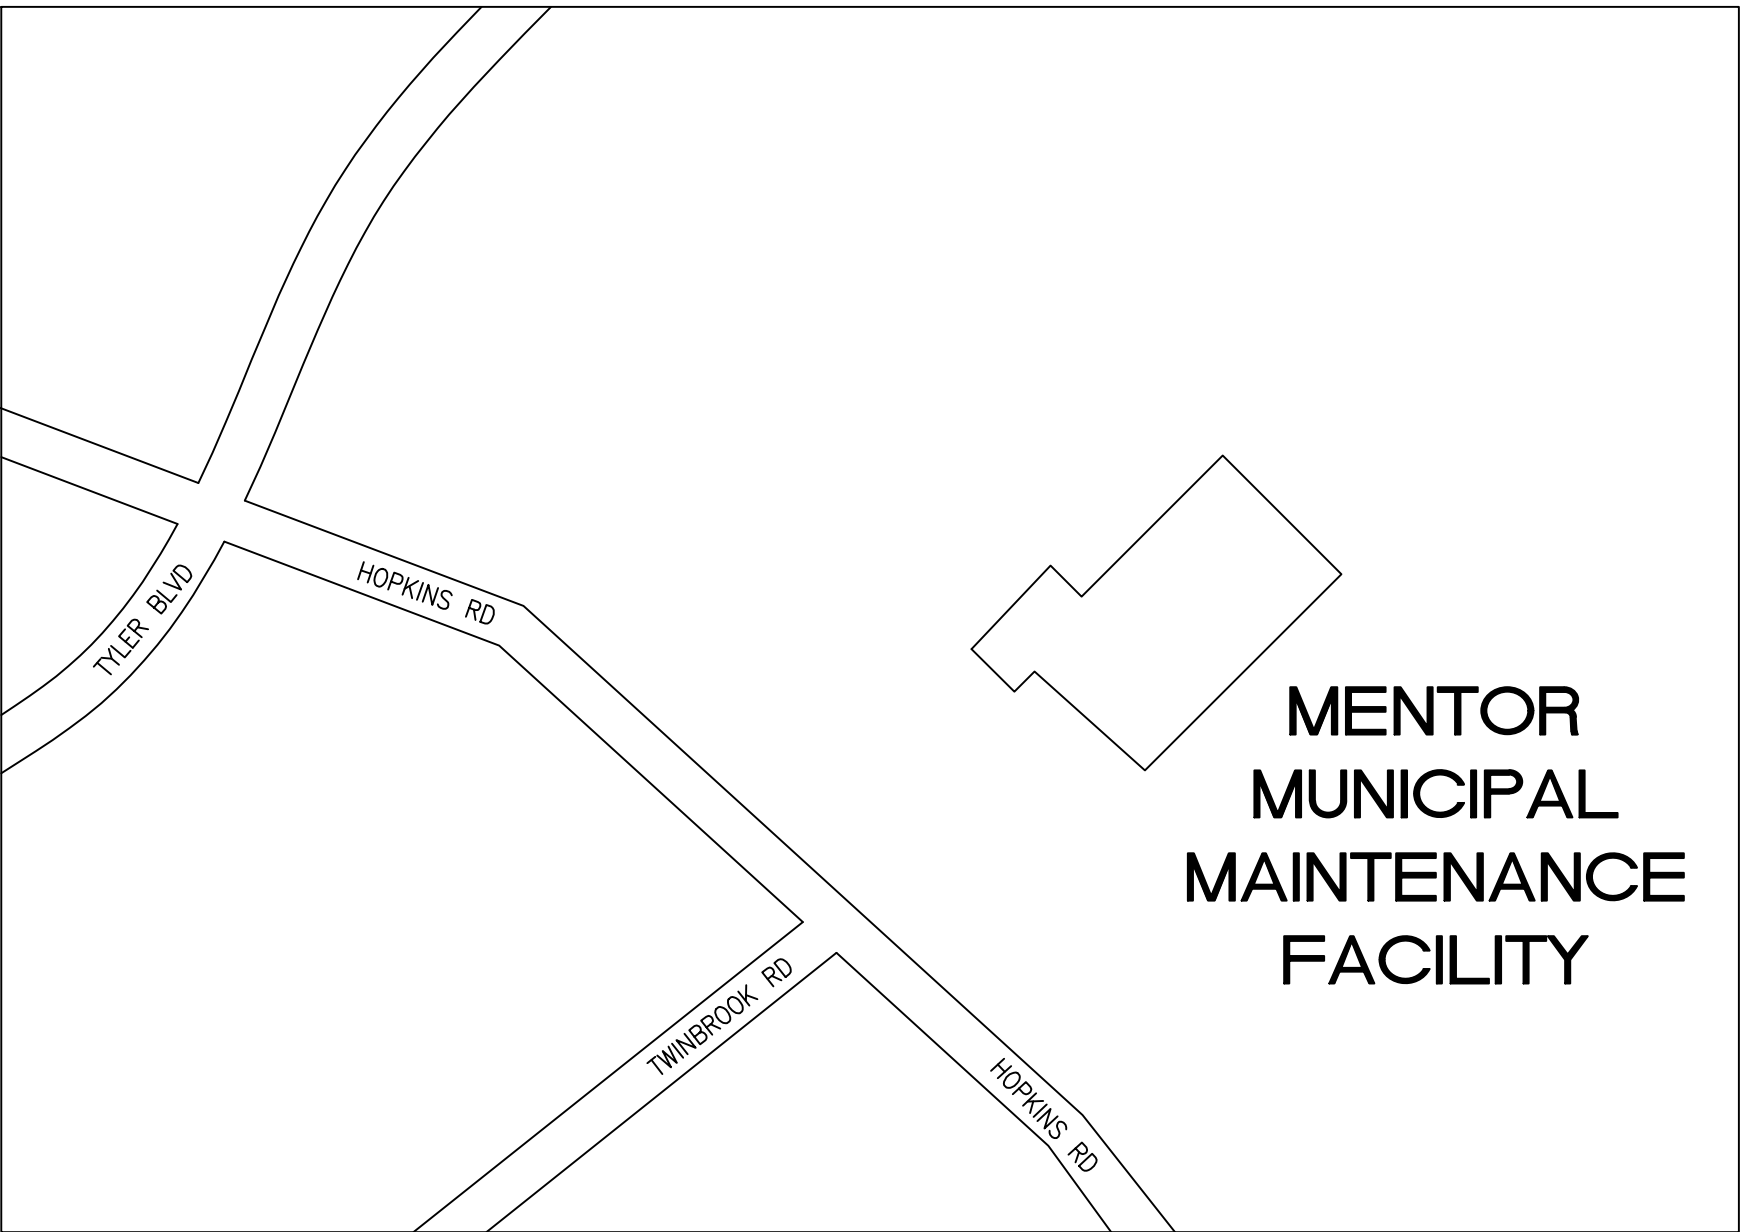 TYLER BLVD
HOPKINS RD
MENTOR
MUNICIPAL
MAINTENANCE
FACILITY
TWINBROOK RD
HOPKINS RD